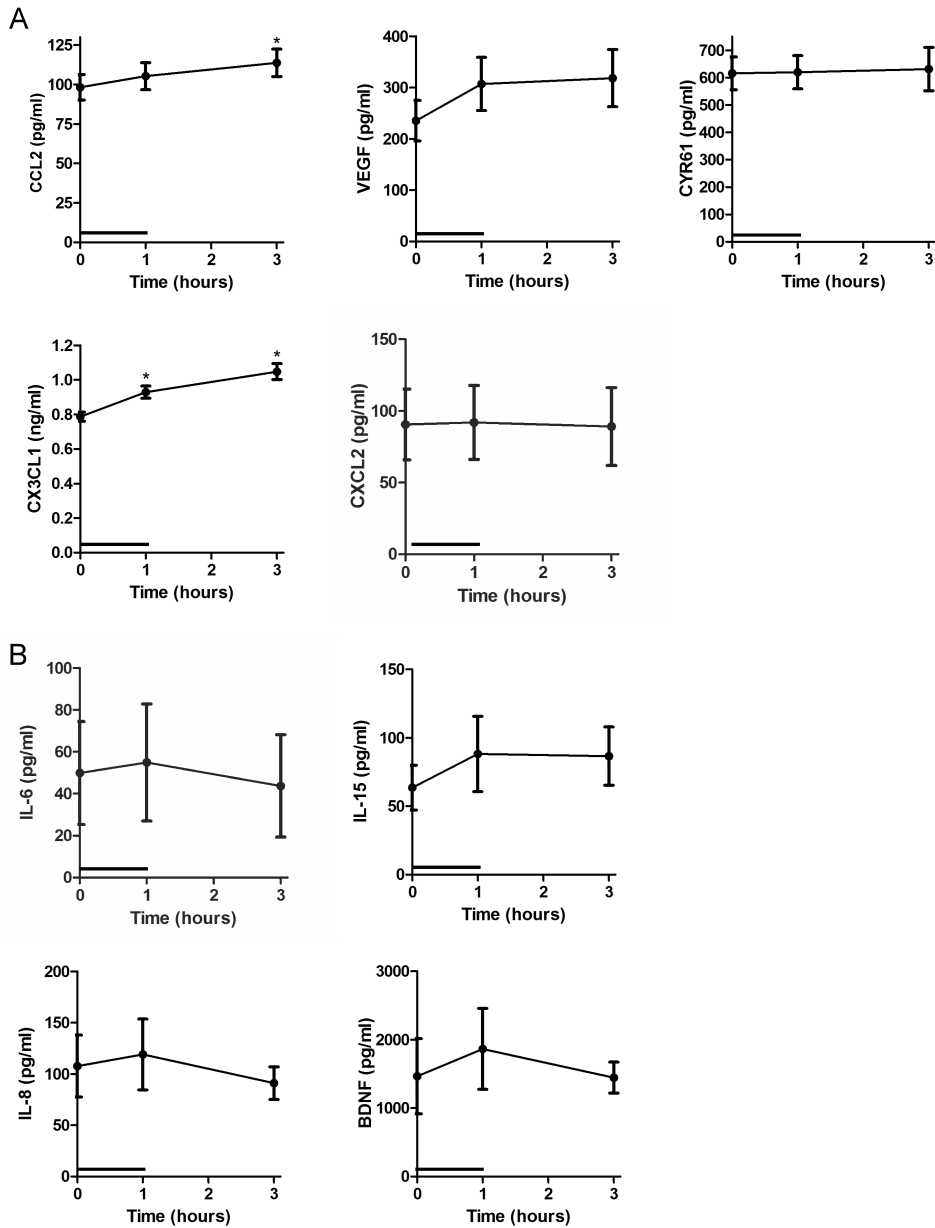 A
CCL2 (pg/ml)
125
100
75
50
25
0
*
0 1 2 3
Time (hours)
VEGF (pg/ml)
400
300
200
100
0
0 1 2 3
Time (hours)
CYR61 (pg/ml)
700
600
500
400
300
200
100
0
0 1 2 3
Time (hours)
CX3CL1 (ng/ml)
1.2
1.0
0.8
0.6
0.4
0.2
0.0
* *
0 1 2 3
Time (hours)
CXCL2 (pg/ml)
150
100
50
0
0 1 2 3
Time (hours)
B
IL-6 (pg/ml)
100
80
60
40
20
0
0 1 2 3
Time (hours)
IL-15 (pg/ml)
150
100
50
0
0 1 2 3
Time (hours)
IL-8 (pg/ml)
200
150
100
50
0
0 1 2 3
Time (hours)
BDNF (pg/ml)
3000
2000
1000
0
0 1 2 3
Time (hours)